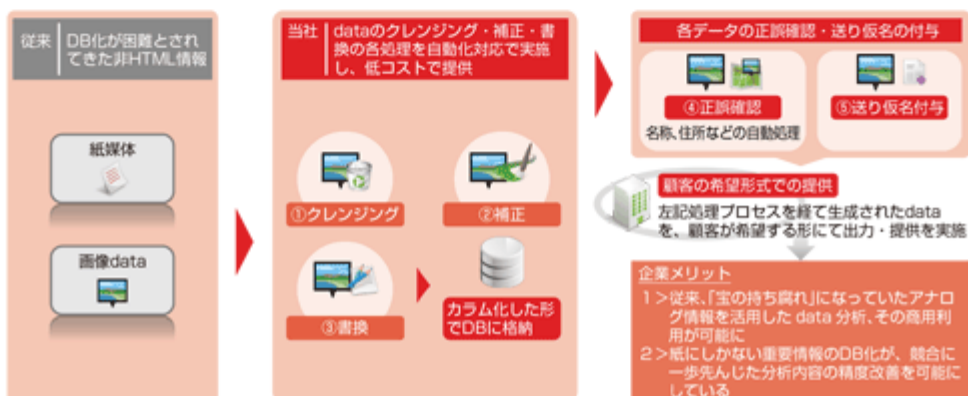 従来
DB化が困難とされ
てきた非HTML情報
紙媒体
画像data
当社
dataのクレンジング・補正・書
換の各処理を自動化対応で実施
し、低コストで提供
①クレンジング
②補正
③書換
カラム化した形
でDBに格納
各データの正誤確認・送り仮名の付与
④正誤確認
名称、住所などの自動処理
⑤送り仮名付与
顧客の希望形式での提供
左記処理プロセスを経て生成されたdata
を、顧客が希望する形にて出力・提供を実施
企業メリット
1>従来、「宝の持ち腐れ」になっていたアナロ
グ情報を活用した data 分析、その商用利
用が可能に
2>紙にしかない重要情報のDB化が、競合に
一歩先んじた分析内容の精度改善を可能に
している